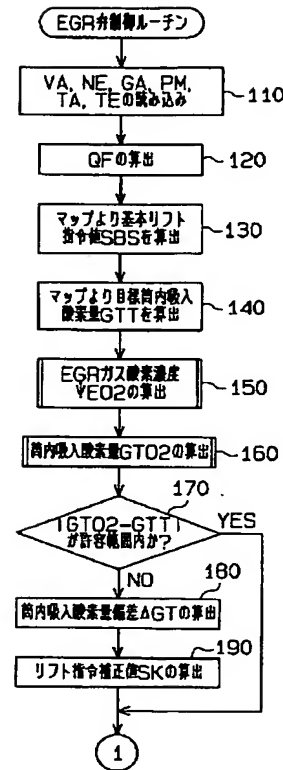 EGR弁制御ルーチン
VA, NE, GA, PM,
TA, TEの読み込み
110
QFの算出
120
マップより基本リフト
指令値SBSを算出
130
マップより目標筒内吸入
酸素量GTTを算出
140
EGRガス酸素濃度
ΨEO2の算出
150
筒内吸入酸素量GTO2の算出
160
170
|GTO2-GTT|
が許容範囲内か?
YES
NO
180
筒内吸入酸素量偏差ΔGTの算出
190
リフト指令補正値SKの算出
1